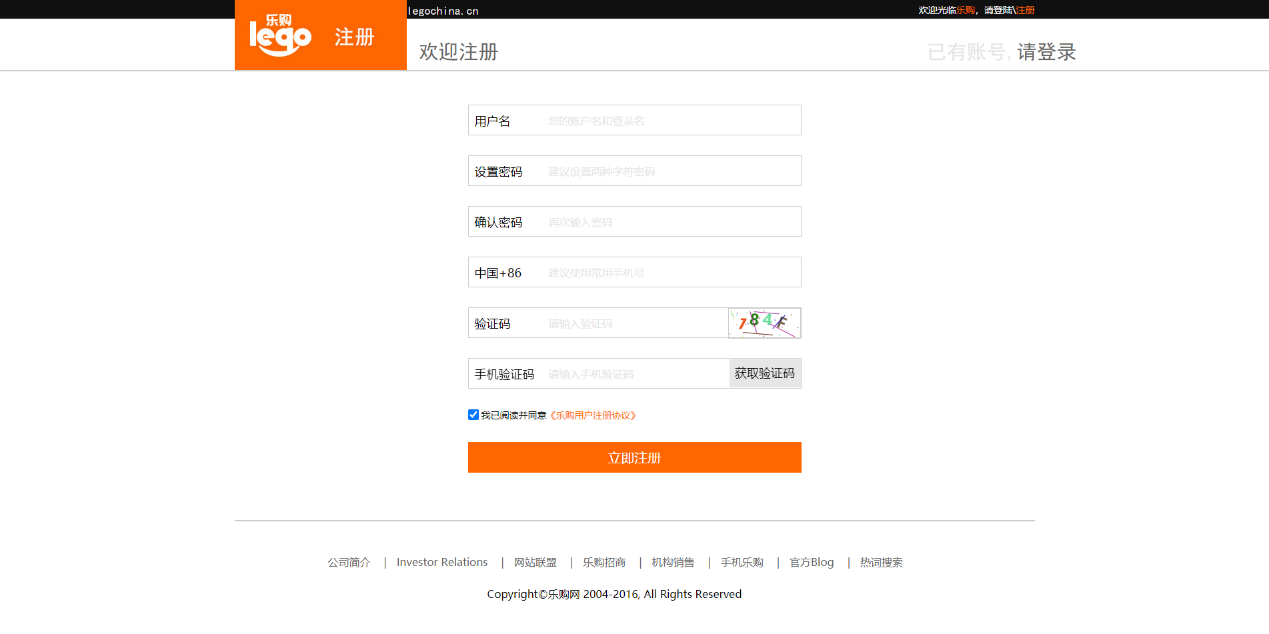 legochina.cn
欢迎光临乐购，请登陆\注册
乐购
lego
注册
欢迎注册
已有账号, 请登录
用户名 您的账户名和登录名
设置密码 建议设置两种字符密码
确认密码 再次输入密码
中国+86 建议使用常用手机号
验证码 请输入验证码 784F
手机验证码 请输入手机验证码 获取验证码
我已阅读并同意《乐购用户注册协议》
立即注册
公司简介 | Investor Relations | 网站联盟 | 乐购招商 | 机构销售 | 手机乐购 | 官方Blog | 热词搜索
Copyright©乐购网 2004-2016, All Rights Reserved